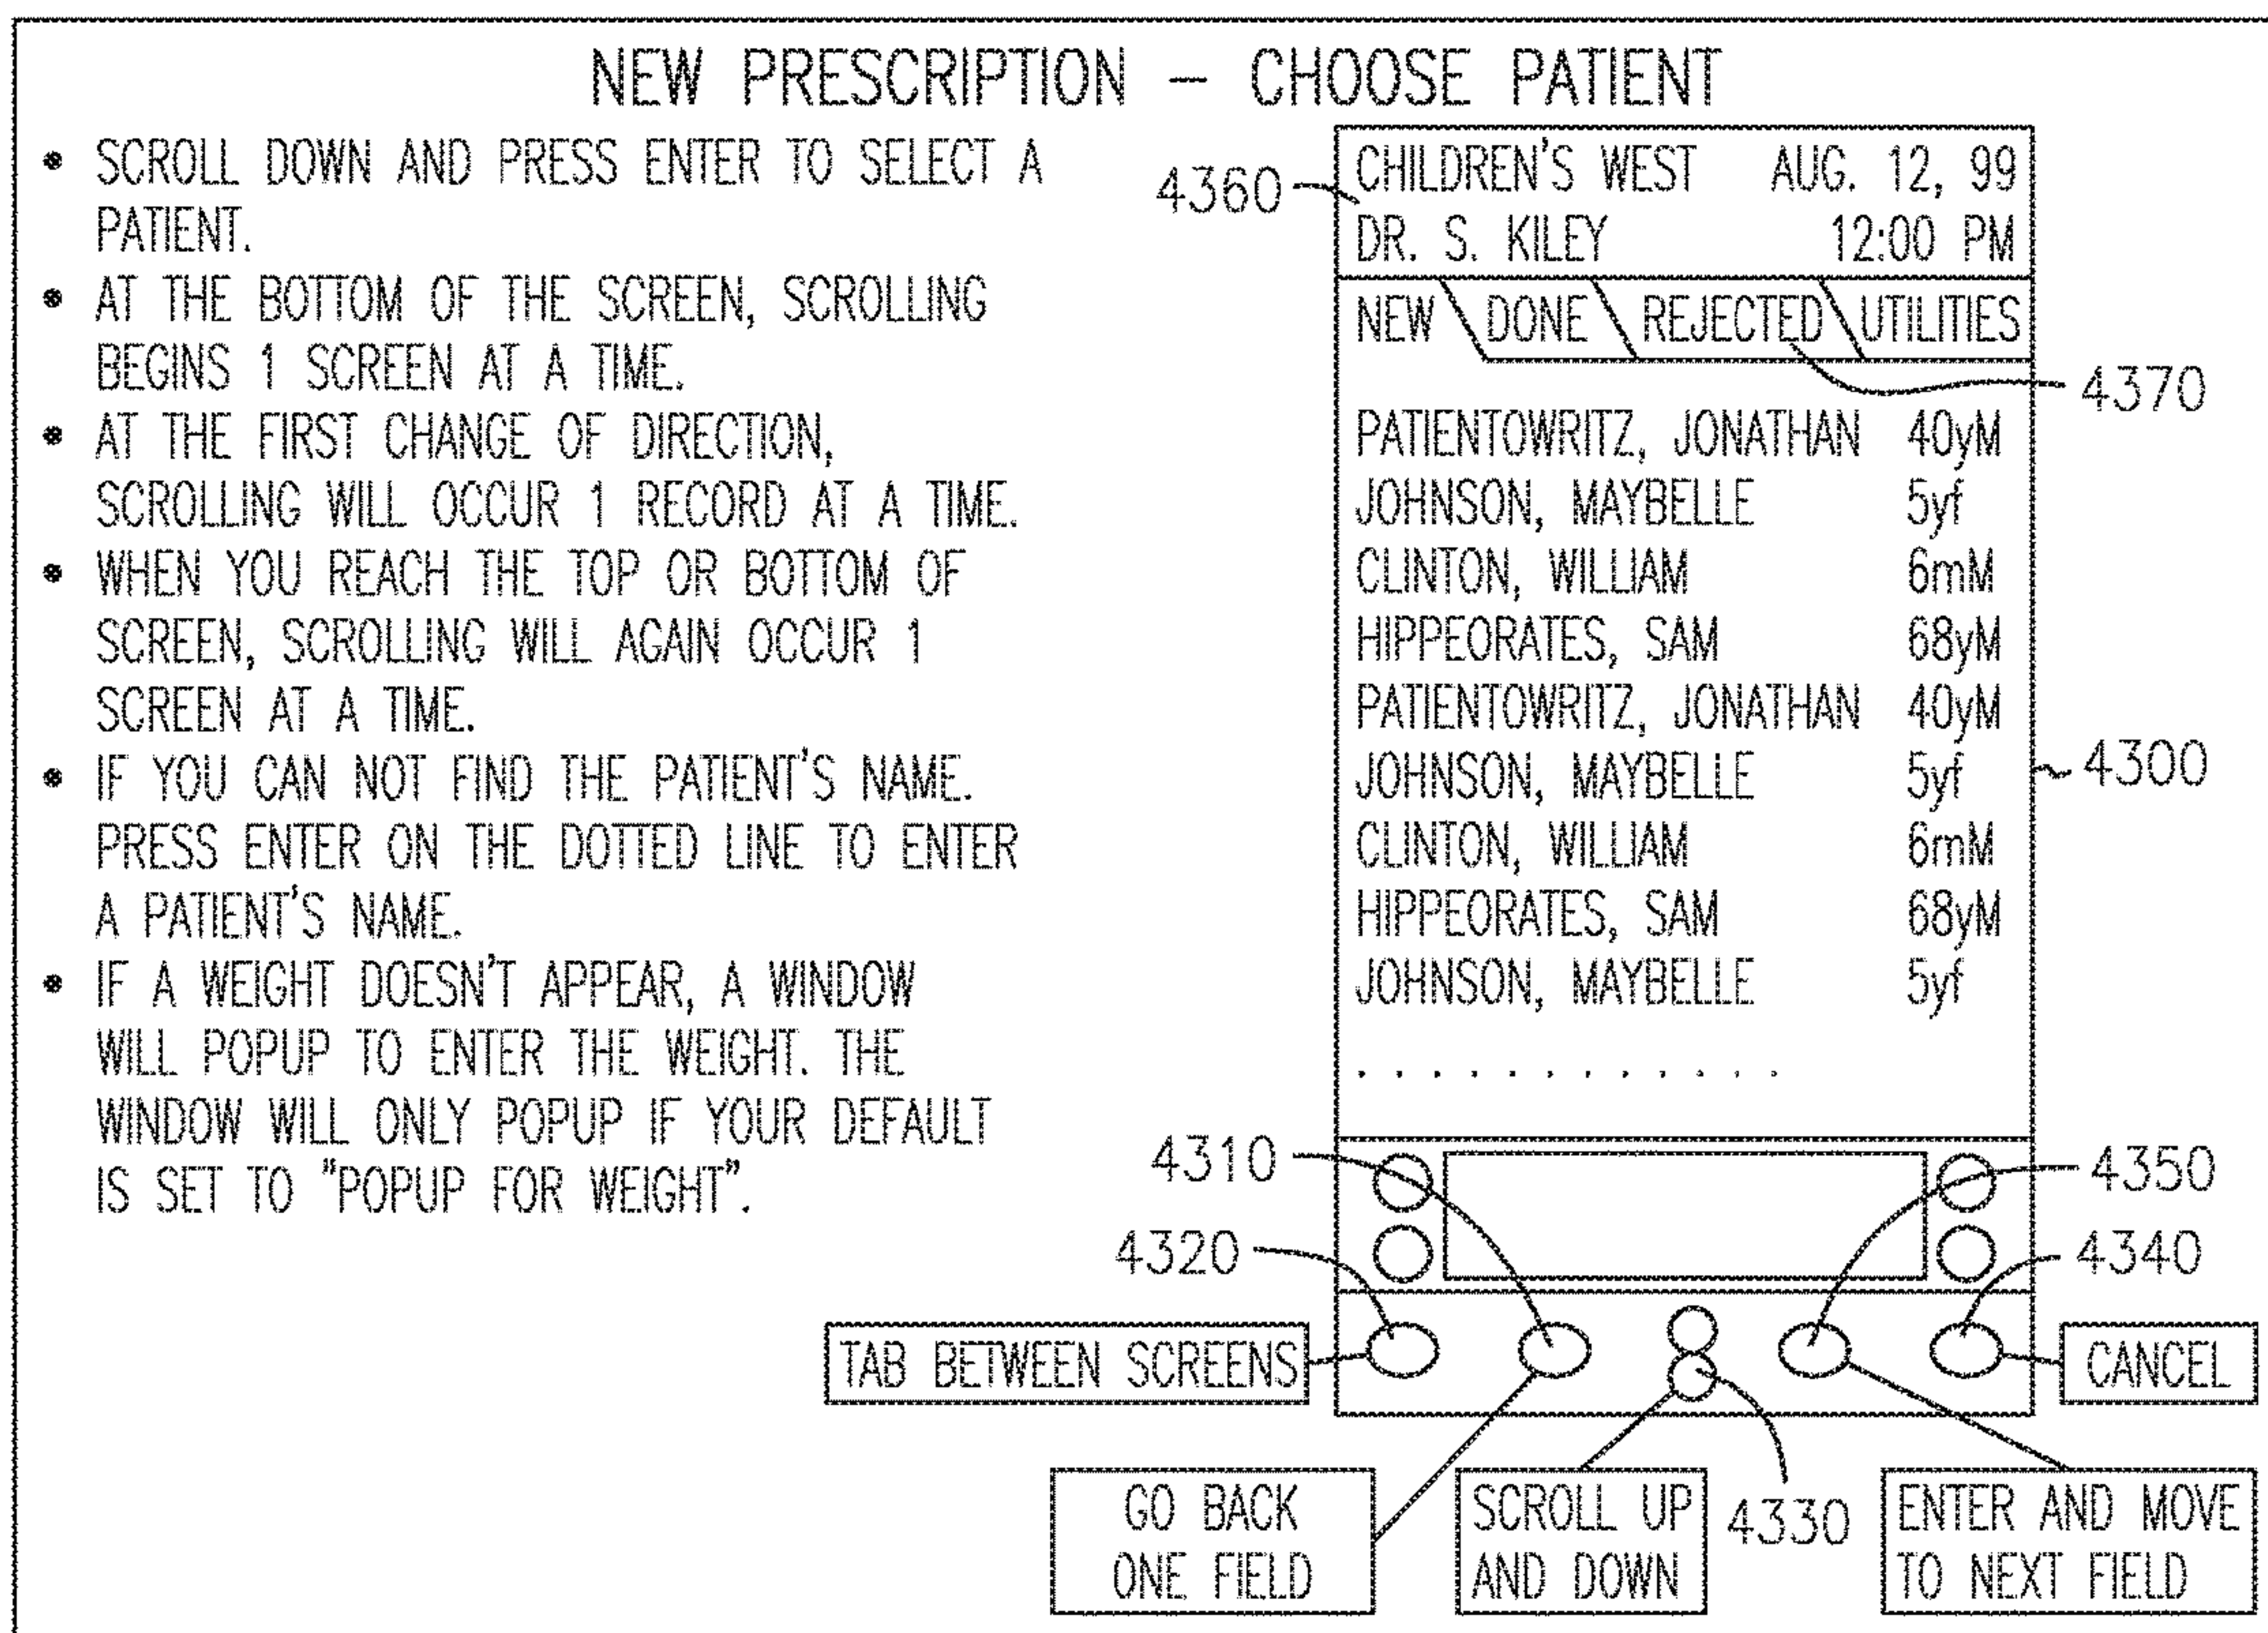 NEW PRESCRIPTION – CHOOSE PATIENT
• SCROLL DOWN AND PRESS ENTER TO SELECT A
PATIENT.
• AT THE BOTTOM OF THE SCREEN, SCROLLING
BEGINS 1 SCREEN AT A TIME.
• AT THE FIRST CHANGE OF DIRECTION,
SCROLLING WILL OCCUR 1 RECORD AT A TIME.
• WHEN YOU REACH THE TOP OR BOTTOM OF
SCREEN, SCROLLING WILL AGAIN OCCUR 1
SCREEN AT A TIME.
• IF YOU CAN NOT FIND THE PATIENT'S NAME.
PRESS ENTER ON THE DOTTED LINE TO ENTER
A PATIENT'S NAME.
• IF A WEIGHT DOESN'T APPEAR, A WINDOW
WILL POPUP TO ENTER THE WEIGHT. THE
WINDOW WILL ONLY POPUP IF YOUR DEFAULT
IS SET TO "POPUP FOR WEIGHT".
4360
CHILDREN'S WEST AUG. 12, 99
DR. S. KILEY 12:00 PM
NEW DONE REJECTED UTILITIES
4370
PATIENTOWRITZ, JONATHAN 40yM
JOHNSON, MAYBELLE 5yf
CLINTON, WILLIAM 6mM
HIPPEORATES, SAM 68yM
PATIENTOWRITZ, JONATHAN 40yM
JOHNSON, MAYBELLE 5yf
4300
CLINTON, WILLIAM 6mM
HIPPEORATES, SAM 68yM
JOHNSON, MAYBELLE 5yf
. . . . . . . . . . . .
4310
4350
4320
4340
TAB BETWEEN SCREENS
CANCEL
GO BACK
ONE FIELD
SCROLL UP
AND DOWN
4330
ENTER AND MOVE
TO NEXT FIELD